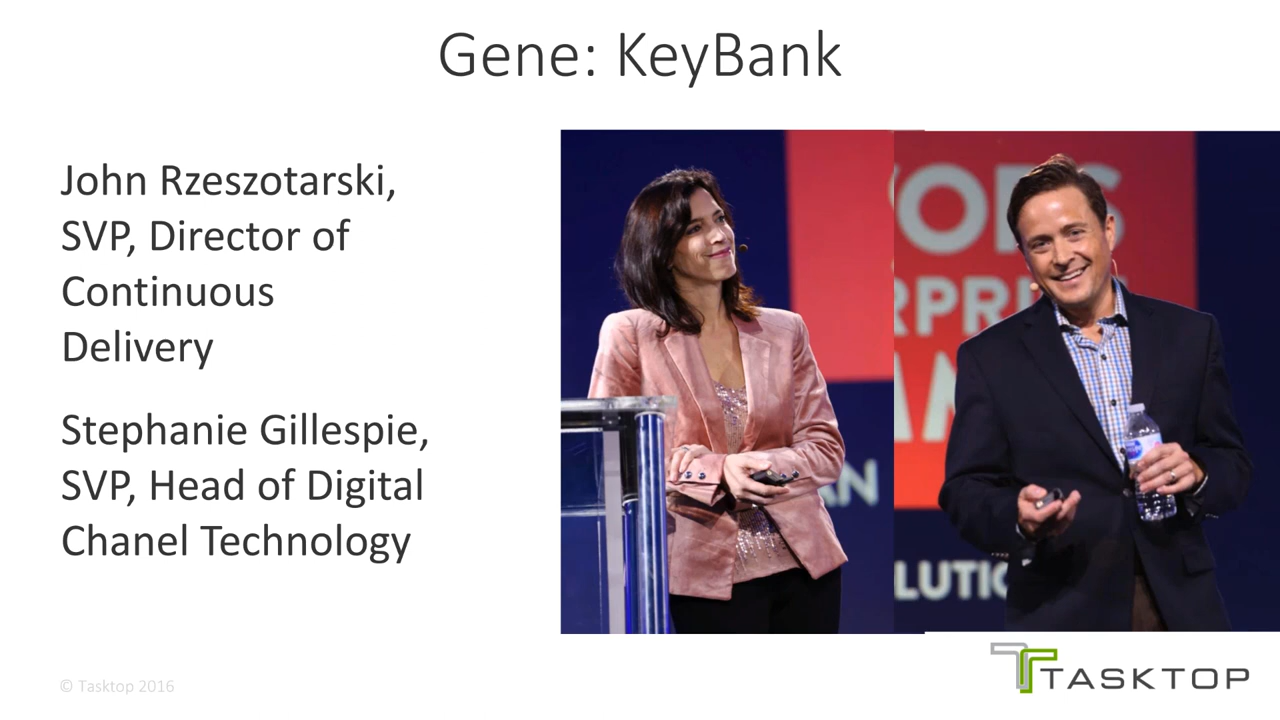 Gene: KeyBank
John Rzeszotarski,
SVP, Director of
Continuous
Delivery
Stephanie Gillespie,
SVP, Head of Digital
Chanel Technology
© Tasktop 2016
TASKTOP